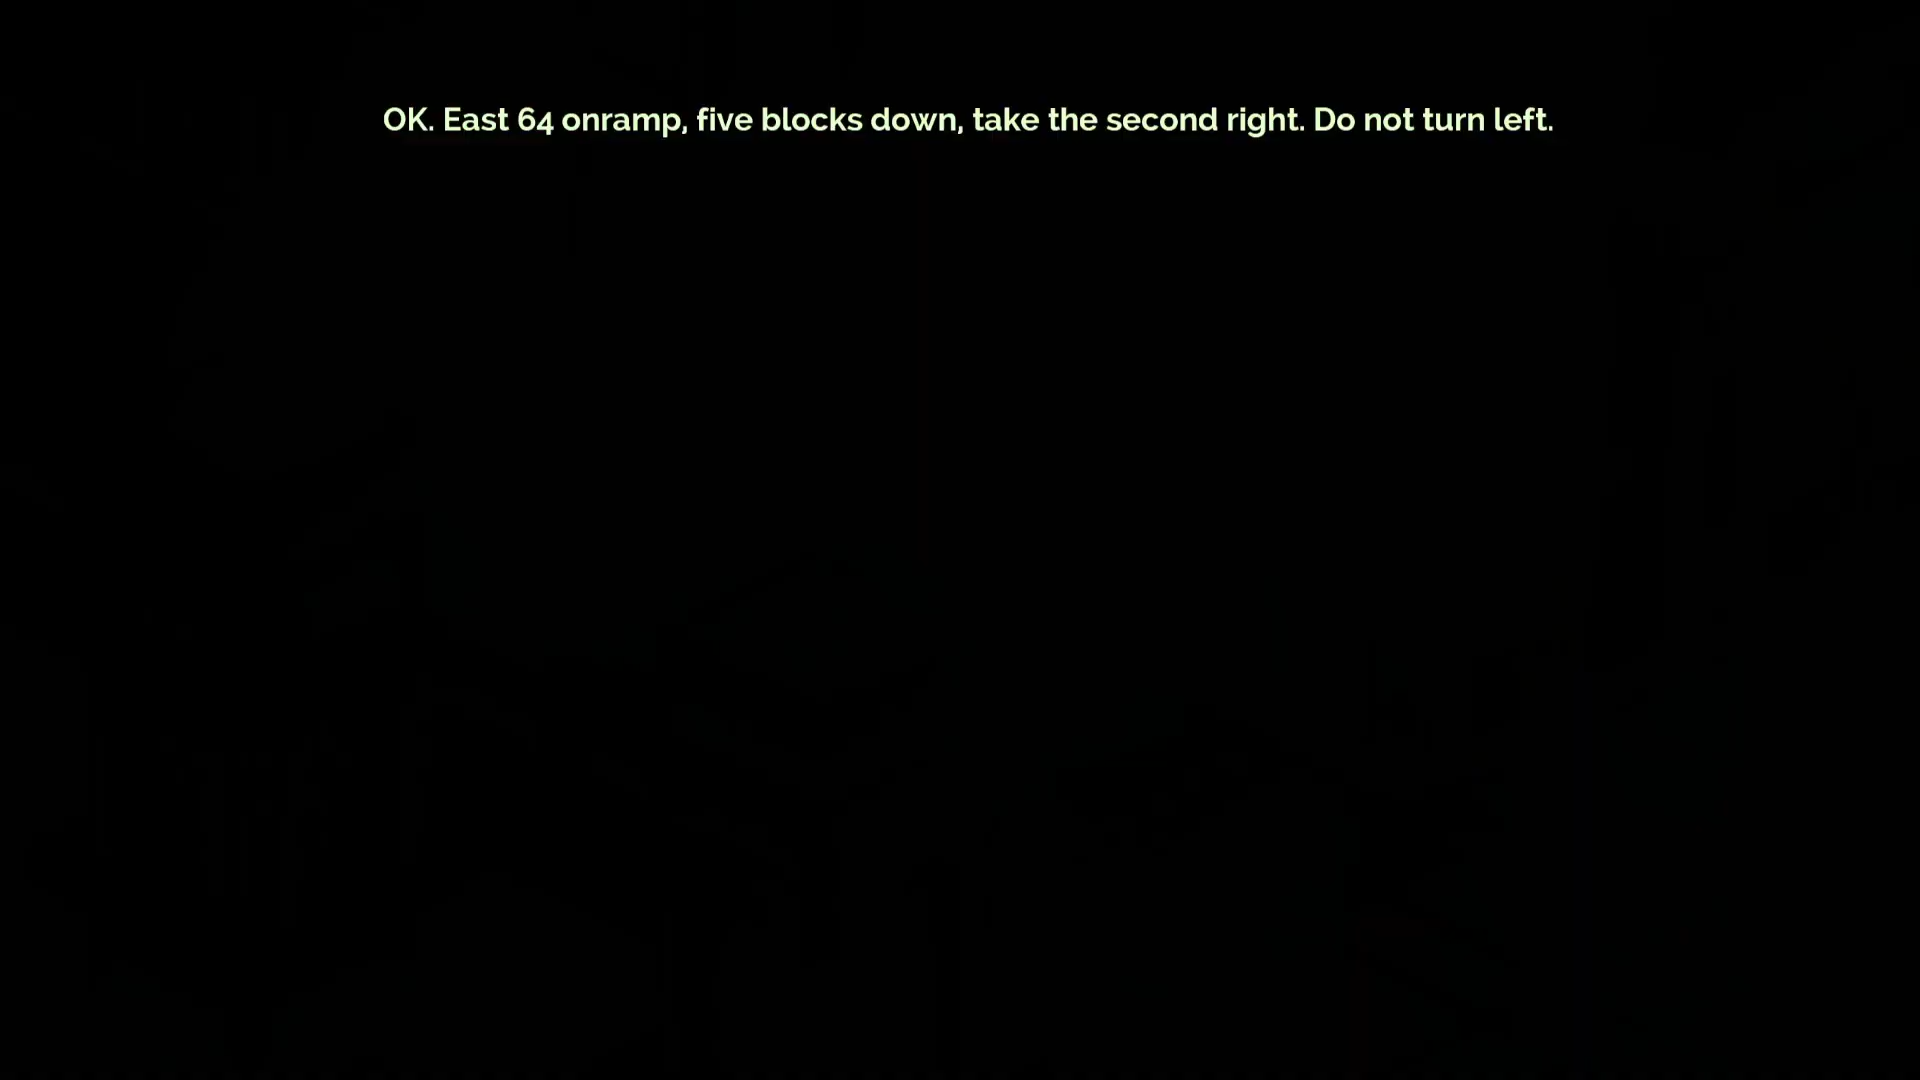 OK. East 64 onramp, five blocks down, take the second right. Do not turn left.